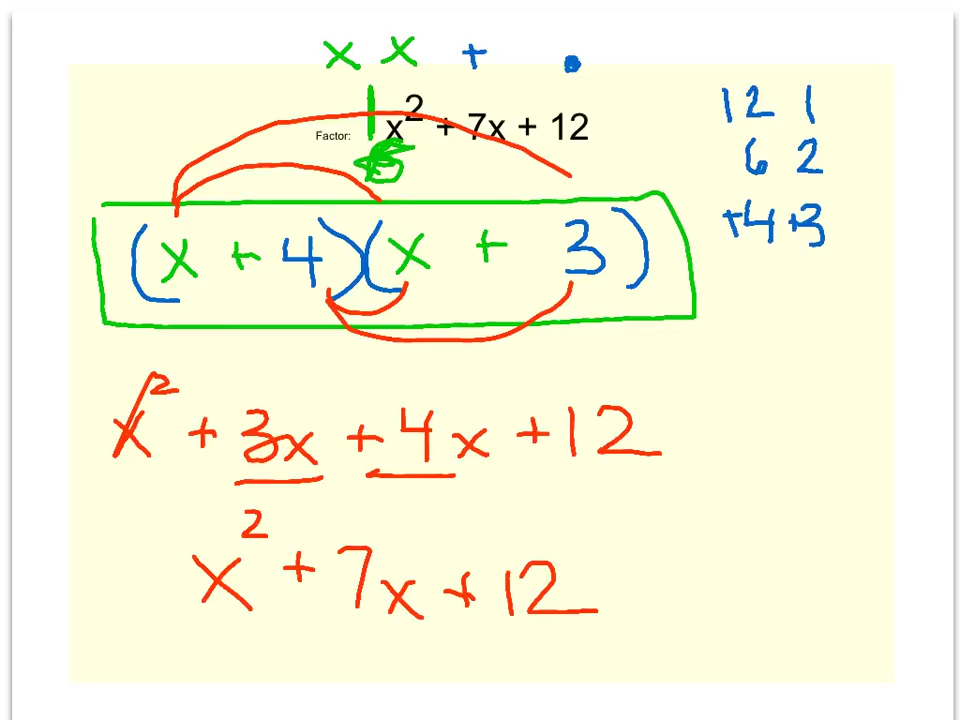 x x + .
1
Factor: x² + 7x + 12
12 1
6 2
+4 +3
(x + 4)(x + 3)
x² + 3x + 4x + 12
x² + 7x + 12